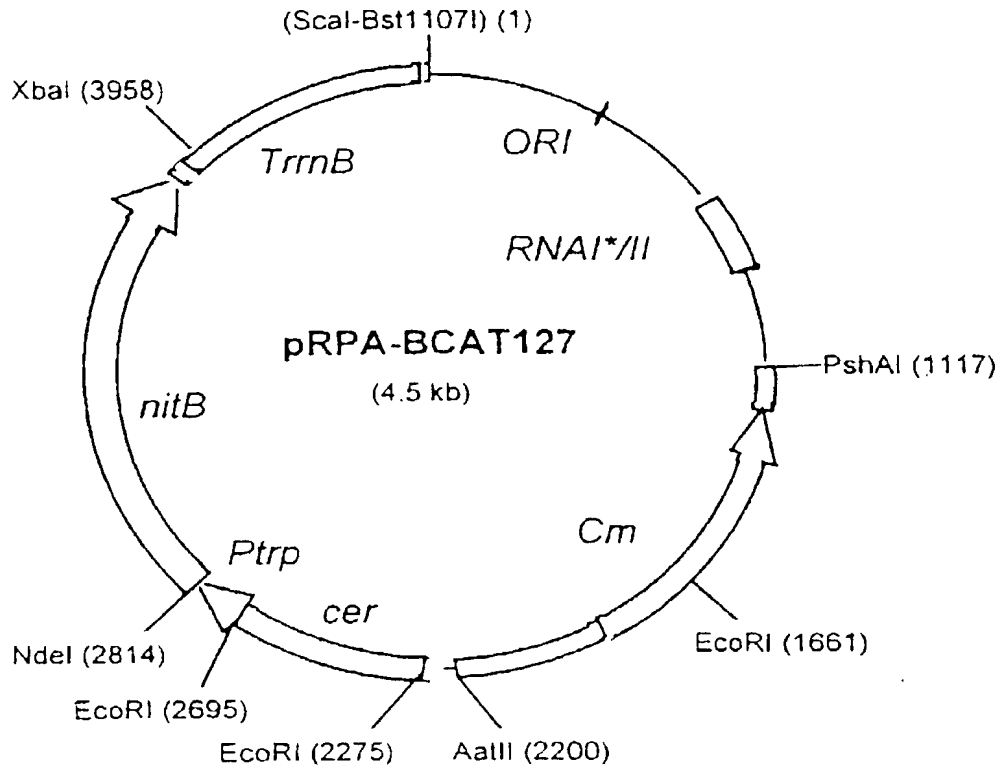 (ScaI-Bst1107I) (1)
XbaI (3958)
TrrnB
ORI
RNAI*/II
pRPA-BCAT127
(4.5 kb)
PshAI (1117)
nitB
Cm
Ptrp
cer
NdeI (2814)
EcoRI (1661)
EcoRI (2695)
EcoRI (2275)
AatII (2200)